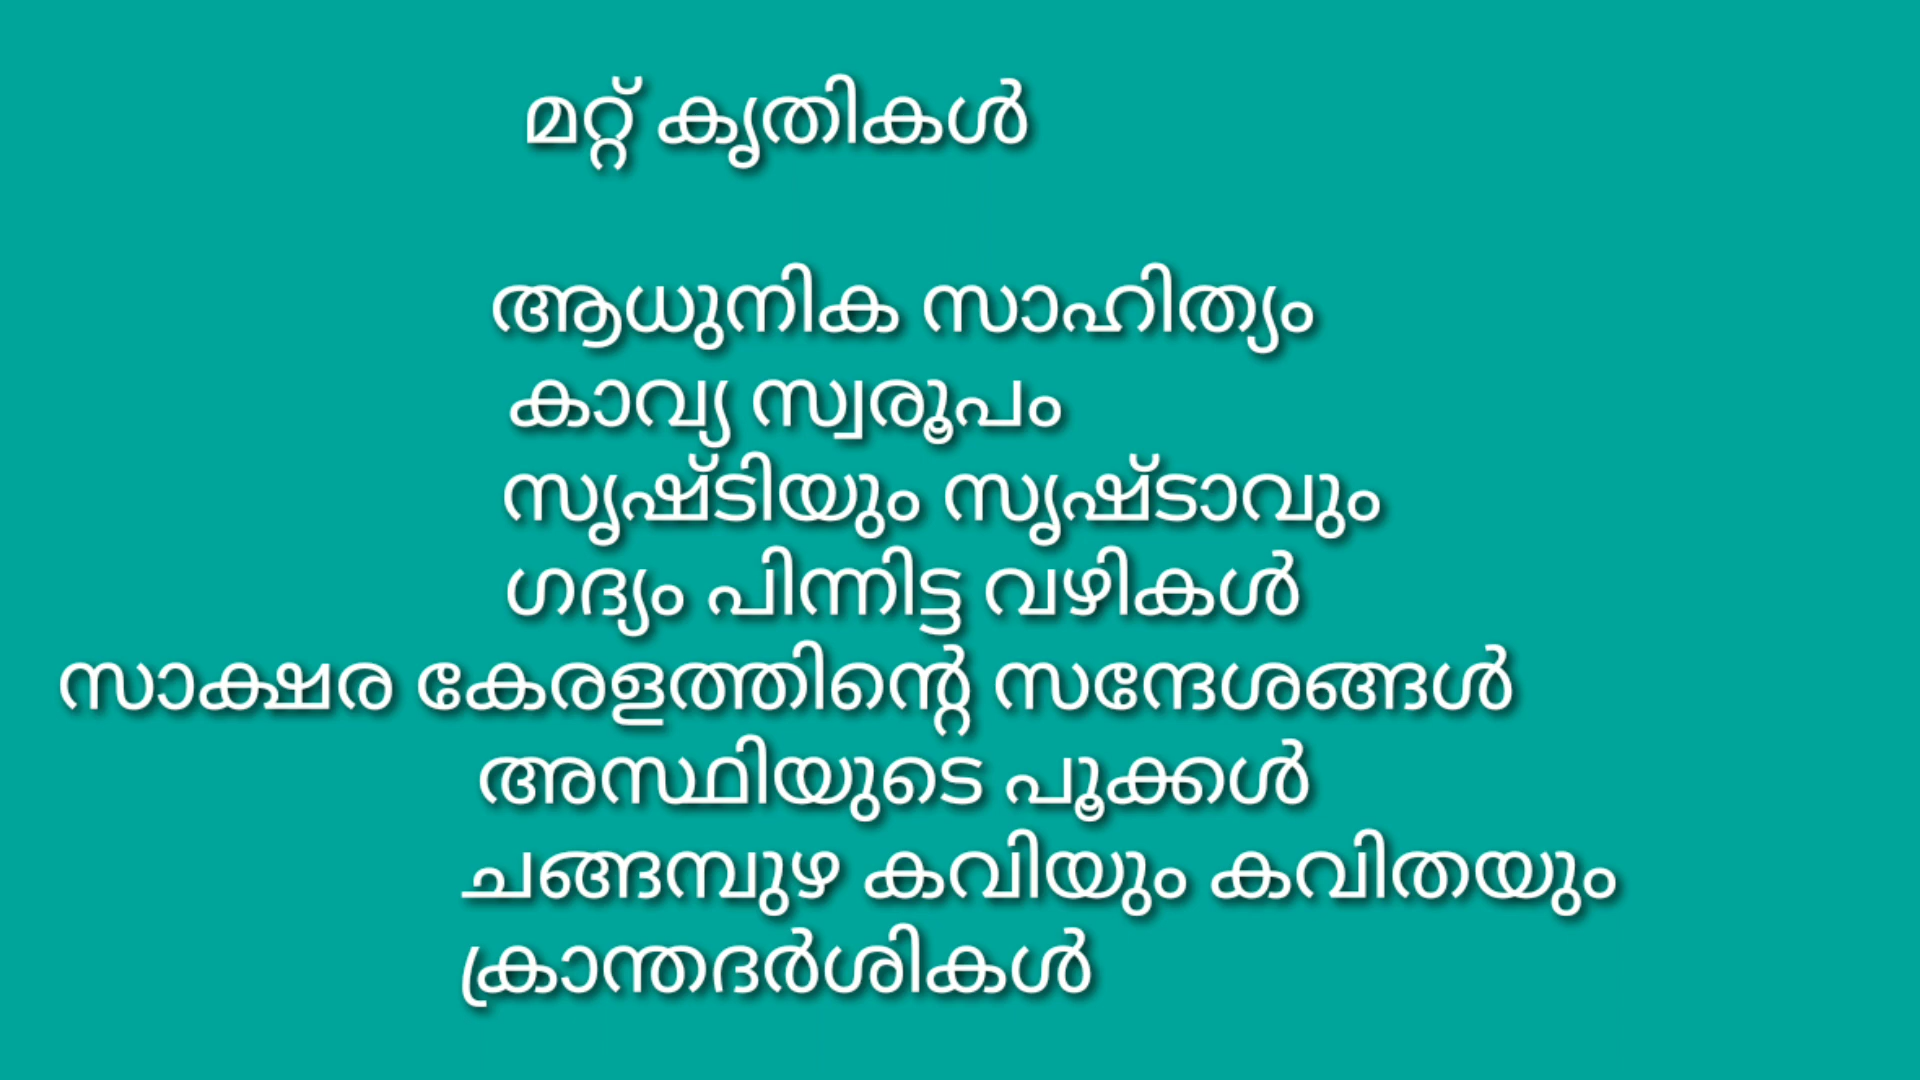 മറ്റ് കൃതികൾ
ആധുനിക സാഹിത്യം
കാവ്യ സ്വരൂപം
സൃഷ്ടിയും സൃഷ്ടാവും
ഗദ്യം പിന്നിട്ട വഴികൾ
സാക്ഷര കേരളത്തിന്റെ സന്ദേശങ്ങൾ
അസ്ഥിയുടെ പൂക്കൾ
ചങ്ങമ്പുഴ കവിയും കവിതയും
ക്രാന്തദർശികൾ